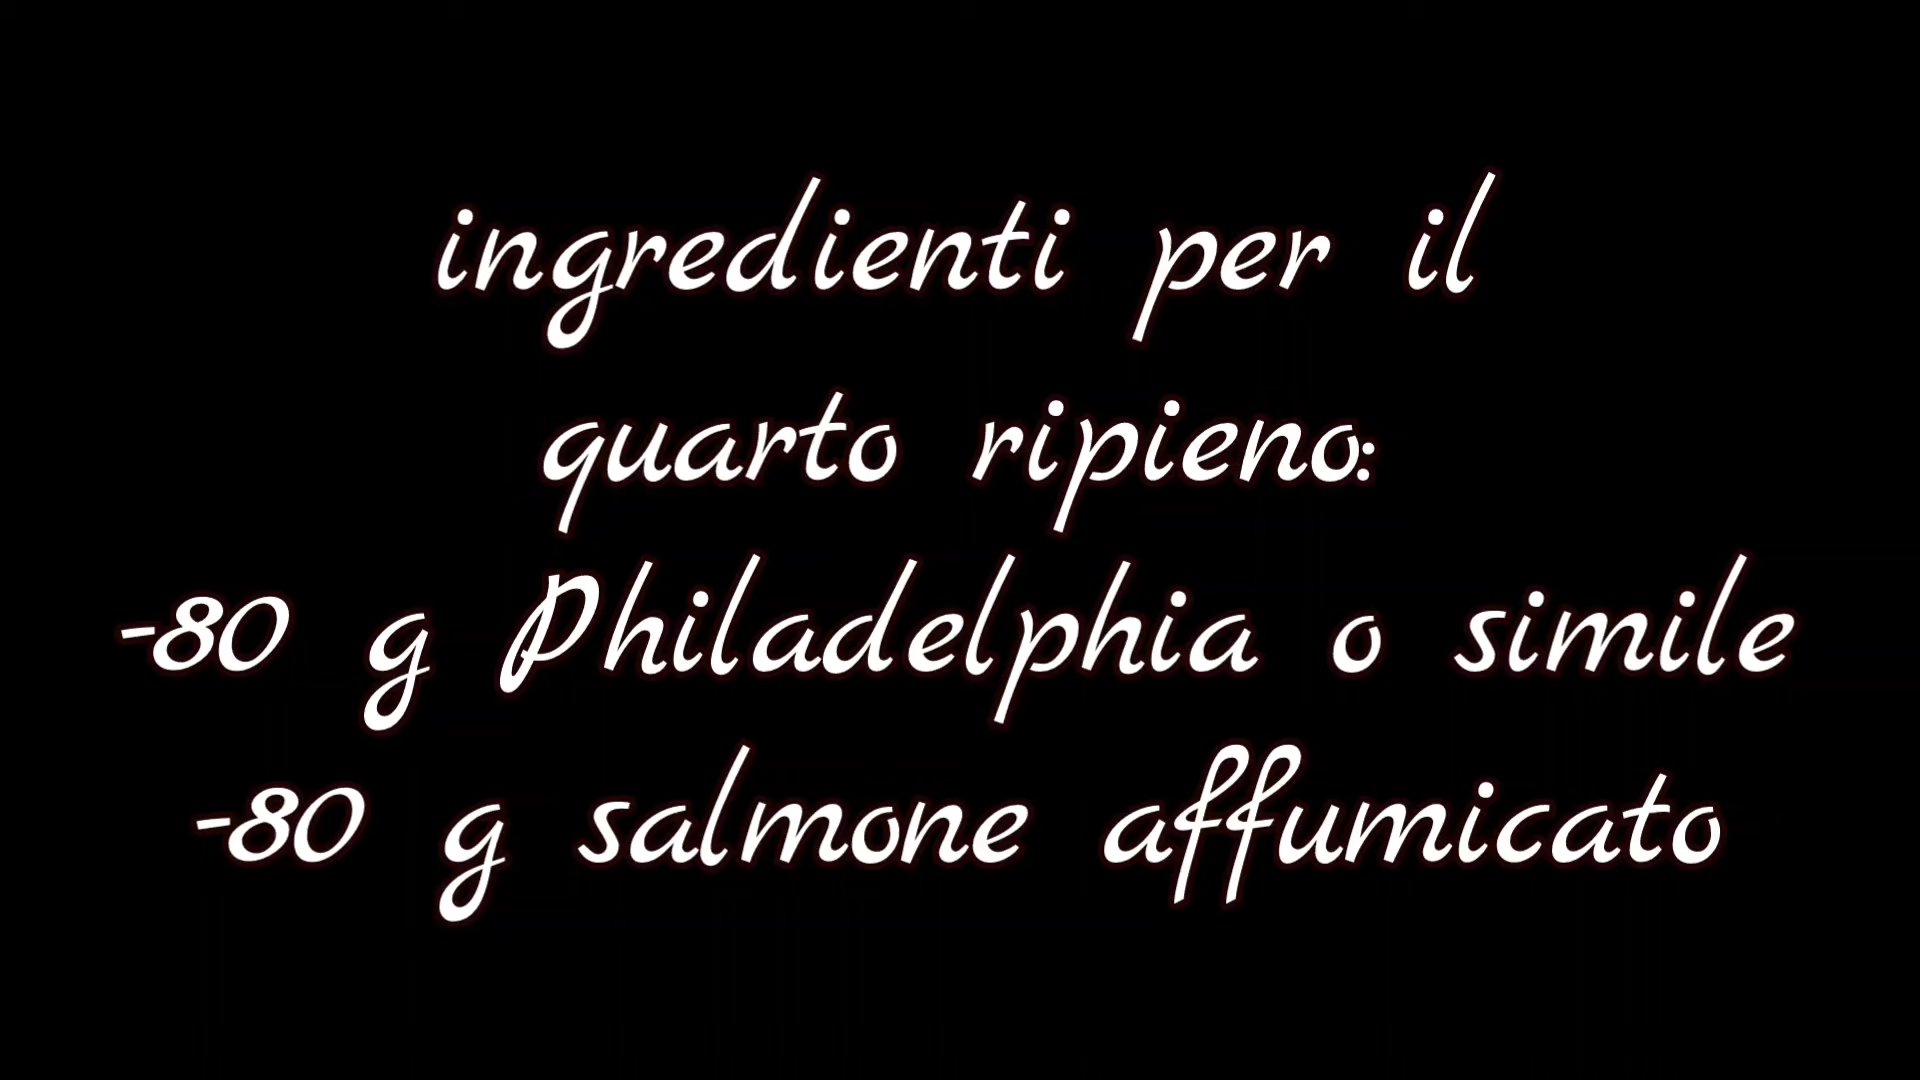 ingredienti per il
quarto ripieno:
-80 g Philadelphia o simile
-80 g salmone affumicato